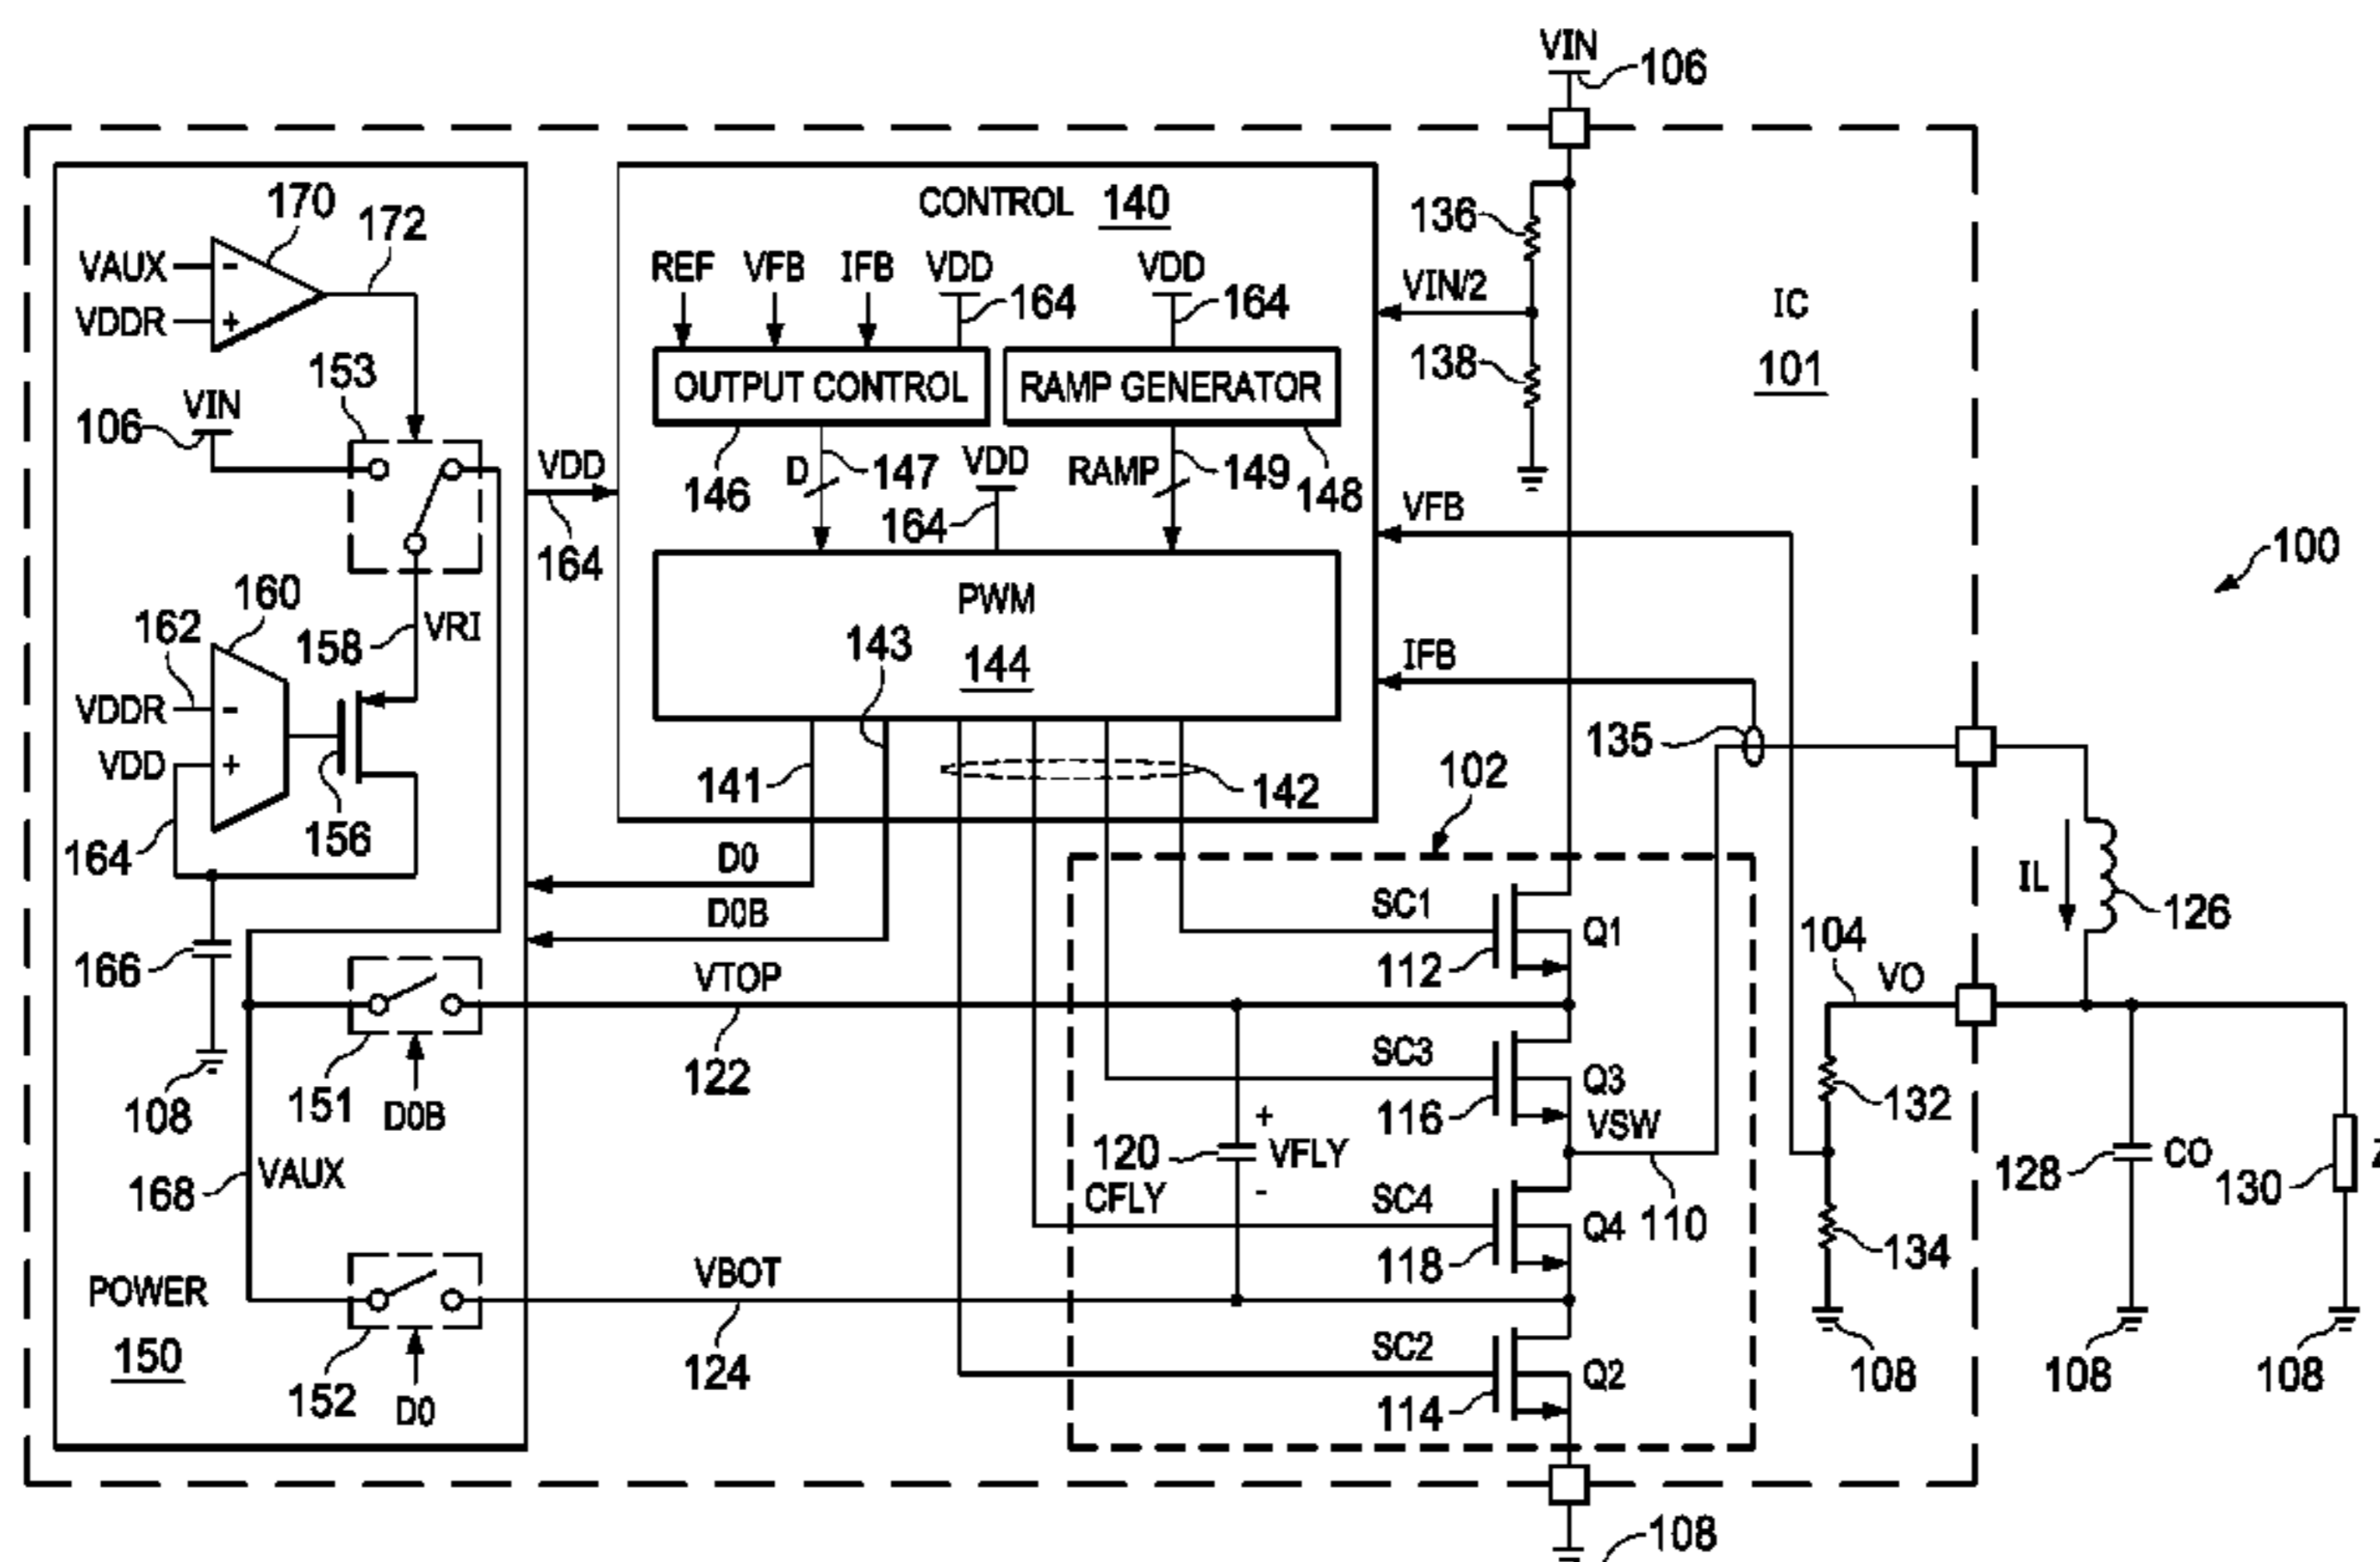 VIN
106
170
172
CONTROL 140
136
VAUX
-
REF
VFB
IFB
VDD
VDD
VIN/2
IC
VDDR
+
164
164
101
153
138
VIN
OUTPUT CONTROL
RAMP GENERATOR
106
VDD
D
147
VDD
RAMP
149
146
148
VFB
164
164
100
160
PWM
162
VRI
143
IFB
158
144
VDDR
-
135
VDD
+
141
102
142
156
164
D0
IL
SC1
D0B
Q1
126
104
166
VTOP
112
VO
SC3
122
Q3
151
132
108
D0B
116
VSW
+
120
VFLY
VAUX
128
CO
168
CFLY
-
SC4
130
Q4
110
134
118
VBOT
POWER
SC2
150
124
Q2
108
108
108
152
D0
114
108